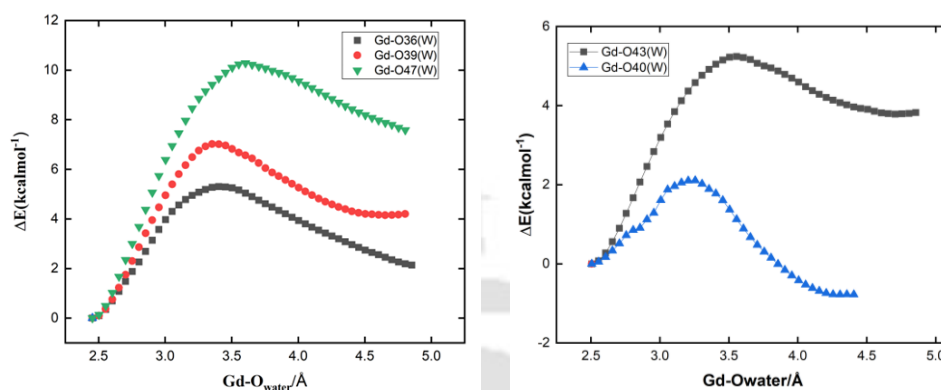 12
10
8
6
4
2
0
ΔE(kcalmol⁻¹)
Gd-O36(W)
Gd-O39(W)
Gd-O47(W)
2.5 3.0 3.5 4.0 4.5 5.0
Gd-O_water/Å
6
4
2
0
-2
ΔE(kcalmol⁻¹)
Gd-O43(W)
Gd-O40(W)
2.5 3.0 3.5 4.0 4.5 5.0
Gd-Owater/Å